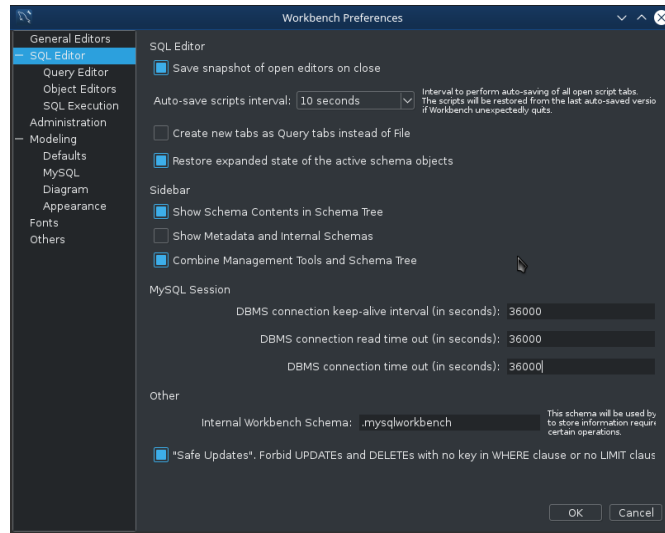 Workbench Preferences
General Editors
SQL Editor
Query Editor
Object Editors
SQL Execution
Administration
Modeling
Defaults
MySQL
Diagram
Appearance
Fonts
Others
SQL Editor
Save snapshot of open editors on close
Auto-save scripts interval: 10 seconds
Interval to perform auto-saving of all open script tabs.
The scripts will be restored from the last auto-saved versio
if Workbench unexpectedly quits.
Create new tabs as Query tabs instead of File
Restore expanded state of the active schema objects
Sidebar
Show Schema Contents in Schema Tree
Show Metadata and Internal Schemas
Combine Management Tools and Schema Tree
MySQL Session
DBMS connection keep-alive interval (in seconds): 36000
DBMS connection read time out (in seconds): 36000
DBMS connection time out (in seconds): 36000
Other
Internal Workbench Schema: .mysqlworkbench
This schema will be used by
to store information require
certain operations.
"Safe Updates". Forbid UPDATEs and DELETEs with no key in WHERE clause or no LIMIT claus
OK Cancel